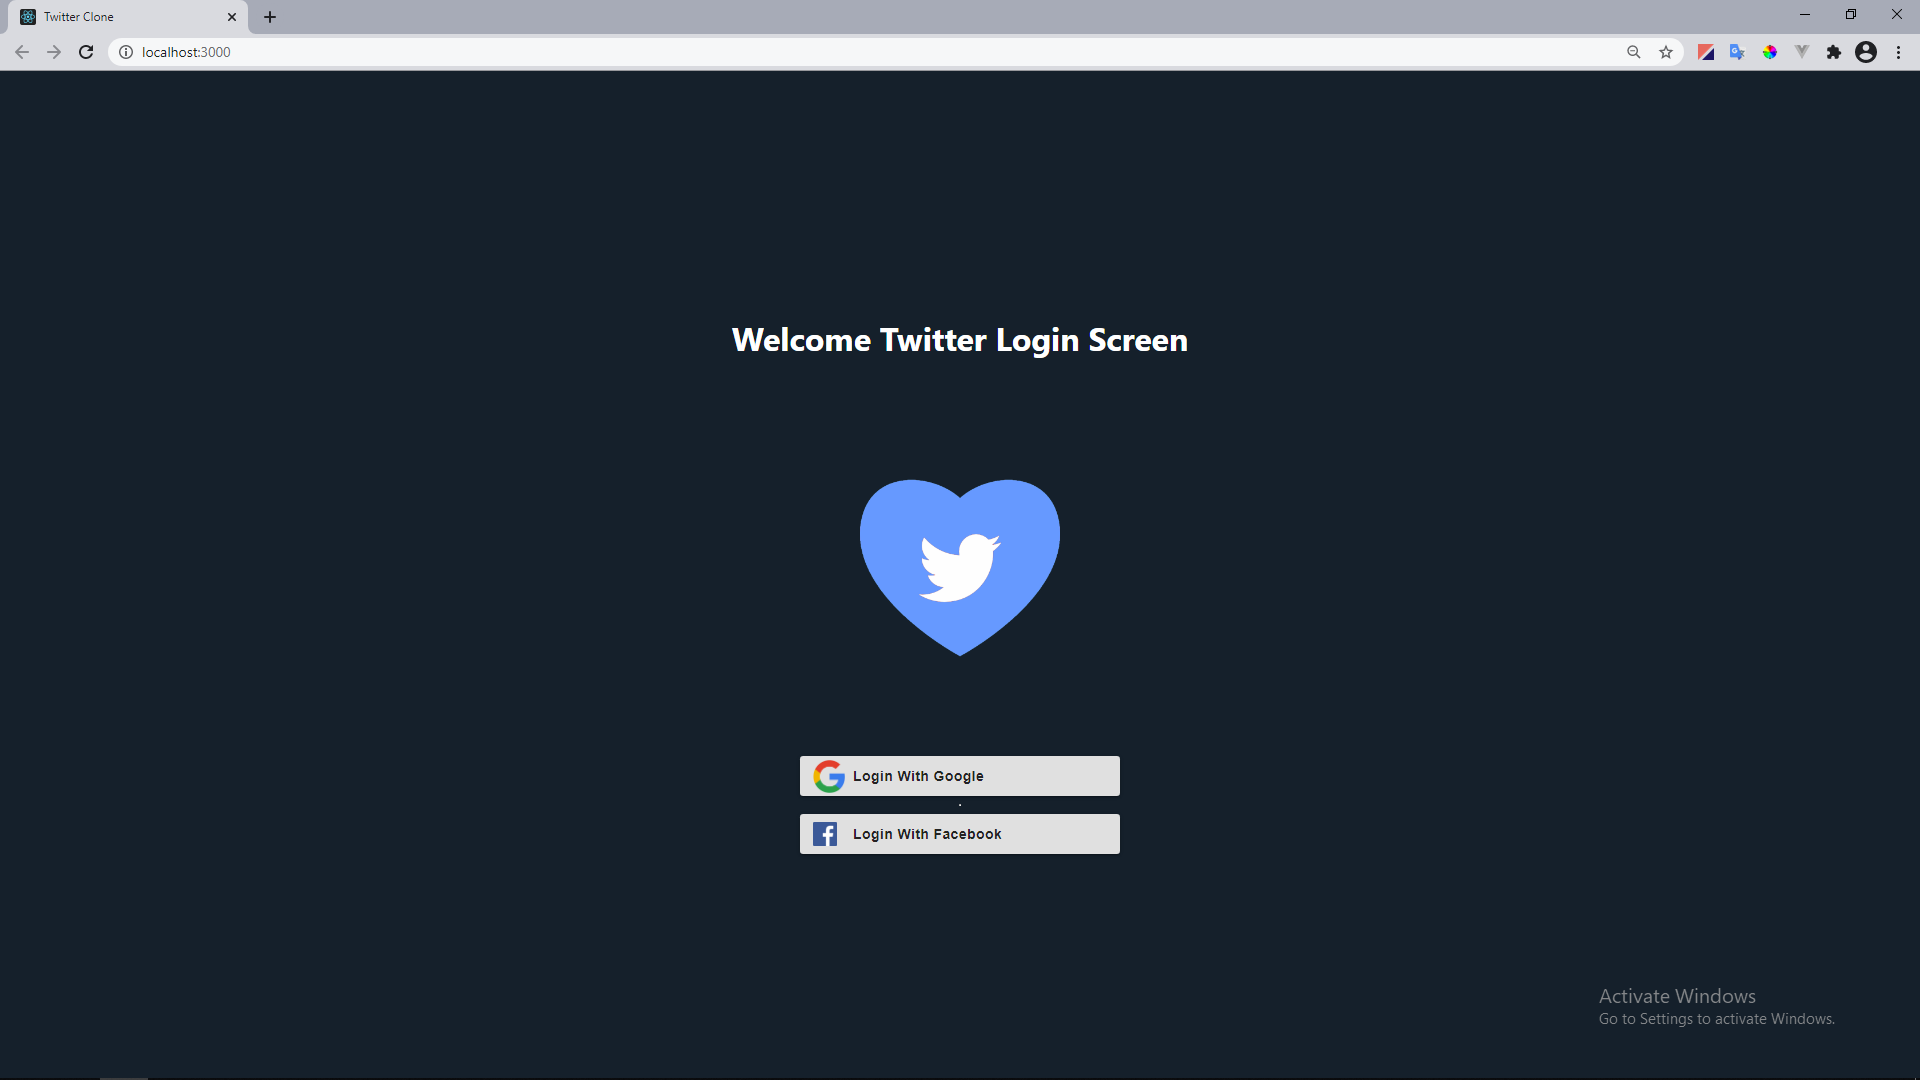 Twitter Clone
localhost:3000
Welcome Twitter Login Screen
Login With Google
.
Login With Facebook
Activate Windows
Go to Settings to activate Windows.